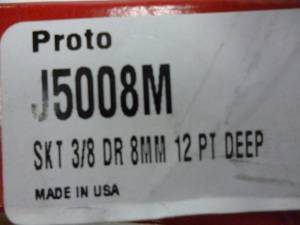 Proto
J5008M
SKT 3/8 DR 8MM 12 PT DEEP
MADE IN USA